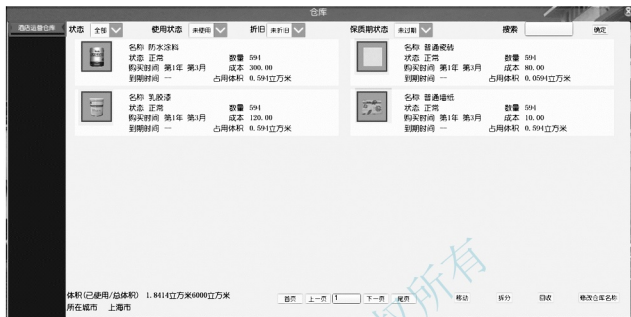 仓库
酒店运营仓库
状态 全部 使用状态 未使用 折旧 未折旧 保质期状态 未过期 搜索 确定
名称 防水涂料
状态 正常 数量 594
购买时间 第1年 第3月 成本 300.00
到期时间 — 占用体积 0.594立方米
名称 普通瓷砖
状态 正常 数量 594
购买时间 第1年 第3月 成本 80.00
到期时间 — 占用体积 0.0594立方米
名称 乳胶漆
状态 正常 数量 594
购买时间 第1年 第3月 成本 120.00
到期时间 — 占用体积 0.594立方米
名称 普通墙纸
状态 正常 数量 594
购买时间 第1年 第3月 成本 10.00
到期时间 — 占用体积 0.594立方米
体积(已使用/总体积) 1.8414立方米6000立方米
所在城市 上海市
首页 上一页 1 下一页 尾页 移动 拆分 回收 修改仓库名称
权所有